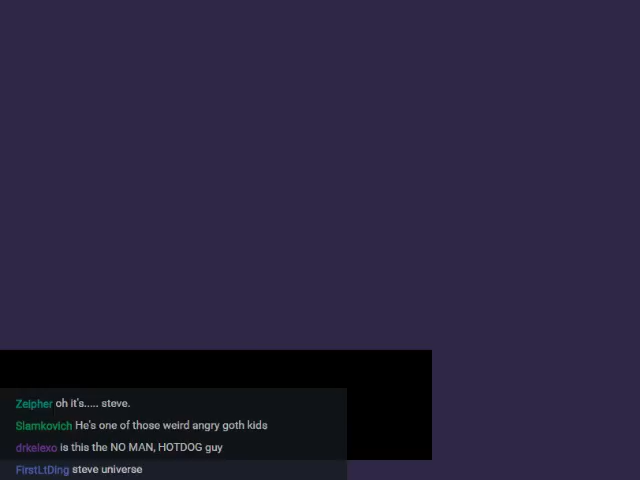 Zeipher oh it's..... steve.
Slamkovich He's one of those weird angry goth kids
drkelexo is this the NO MAN, HOTDOG guy
FirstLtDing steve universe